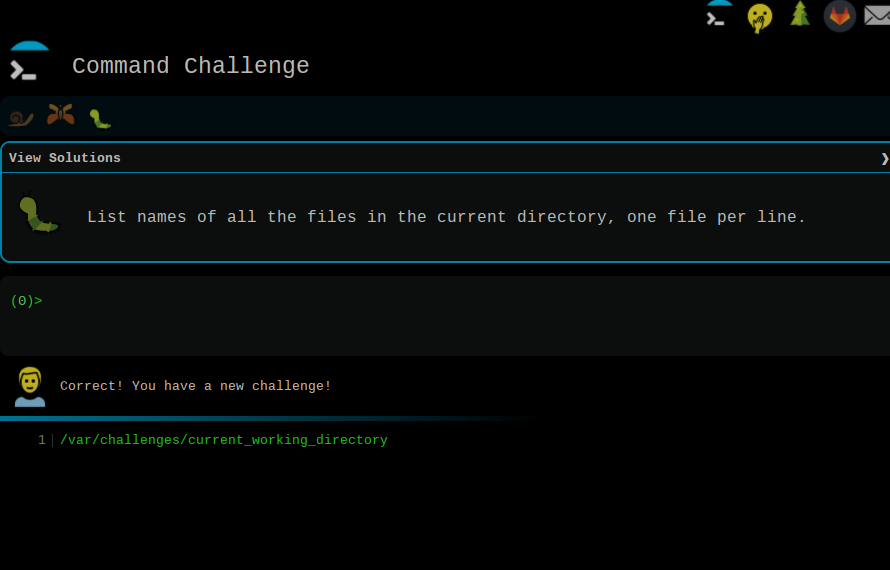 Command Challenge
View Solutions
List names of all the files in the current directory, one file per line.
(0)>
Correct! You have a new challenge!
1 /var/challenges/current_working_directory